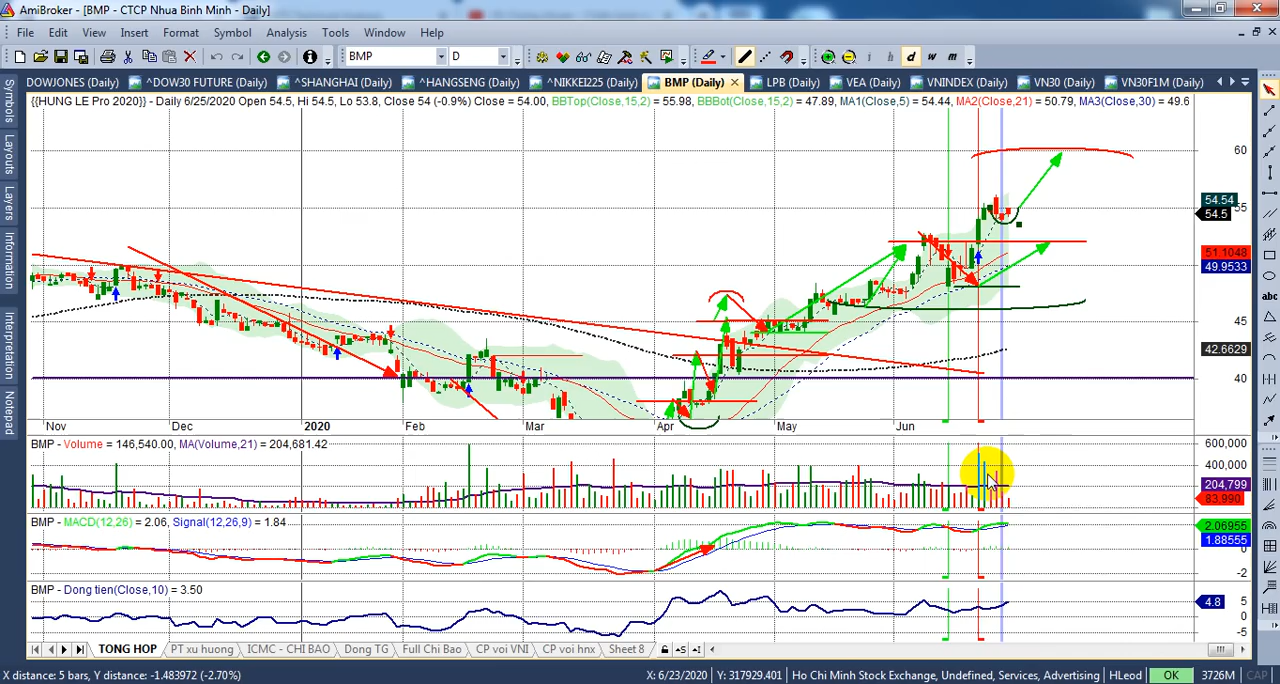 AmiBroker - [BMP - CTCP Nhua Binh Minh - Daily]
File Edit View Insert Format Symbol Analysis Tools Window Help
BMP D abc d w m
DOWJONES (Daily) ^DOW30 FUTURE (Daily) ^SHANGHAI (Daily) ^HANGSENG (Daily) ^NIKKEI225 (Daily) BMP (Daily) LPB (Daily) VEA (Daily) VNINDEX (Daily) VN30 (Daily) VN30F1M (Daily)
{{HUNG LE Pro 2020}} - Daily 6/25/2020 Open 54.5, Hi 54.5, Lo 53.8, Close 54 (-0.9%) Close = 54.00, BBTop(Close,15,2) = 55.98, BBBot(Close,15,2) = 47.89, MA1(Close,5) = 54.44, MA2(Close,21) = 50.79, MA3(Close,30) = 49.6
Symbols
Layouts
Layers
Information
Interpretation
Notepad
60
54.54
55
54.5
51.1048
49.9533
45
42.6629
40
Nov Dec 2020 Feb Mar Apr May Jun
BMP - Volume = 146,540.00, MA(Volume,21) = 204,681.42
600,000
400,000
204,799
83,990
BMP - MACD(12,26) = 2.06, Signal(12,26,9) = 1.84
2.06955
1.88555
0
-2
BMP - Dong tien(Close,10) = 3.50
4.8
5
0
-5
TONG HOP PT xu huong ICMC - CHI BAO Dong TG Full Chi Bao CP voi VNI CP voi hnx Sheet 8
X distance: 5 bars, Y distance: -1.483972 (-2.70%) X: 6/23/2020 Y: 317929.401 Ho Chi Minh Stock Exchange, Undefined, Services, Advertising HLeod OK 3726M CAP